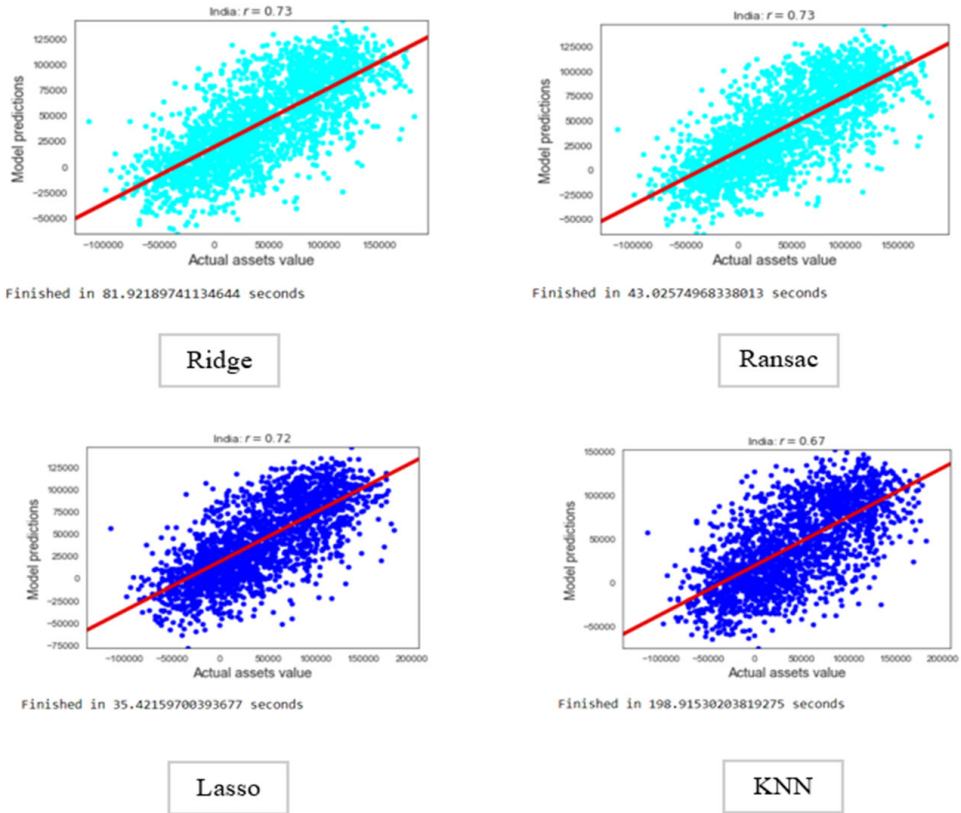 India: r = 0.73
125000
100000
75000
50000
25000
0
−25000
−50000
Model predictions
−100000 −50000 0 50000 100000 150000
Actual assets value
Finished in 81.92189741134644 seconds
Ridge
India: r = 0.73
125000
100000
75000
50000
25000
0
−25000
−50000
Model predictions
−100000 −50000 0 50000 100000 150000
Actual assets value
Finished in 43.02574968338013 seconds
Ransac
India: r = 0.72
125000
100000
75000
50000
25000
0
−25000
−50000
−75000
Model predictions
−100000 −50000 0 50000 100000 150000 200000
Actual assets value
Finished in 35.42159700393677 seconds
Lasso
India: r = 0.67
150000
100000
50000
0
−50000
Model predictions
−100000 −50000 0 50000 100000 150000 200000
Actual assets value
Finished in 198.91530203819275 seconds
KNN